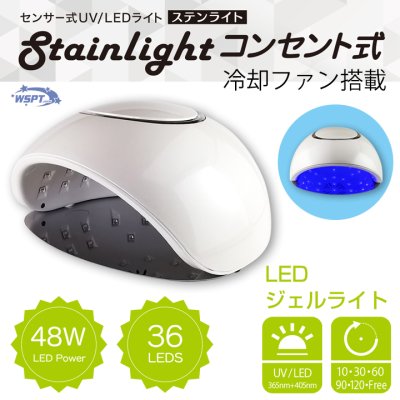 センサー式UV/LEDライト ステンライト
Stainlight コンセント式
冷却ファン搭載
WSPT
LED
ジェルライト
48W
LED Power
36
LEDS
UV/LED
365nm+405nm
10・30・60
90・120・Free